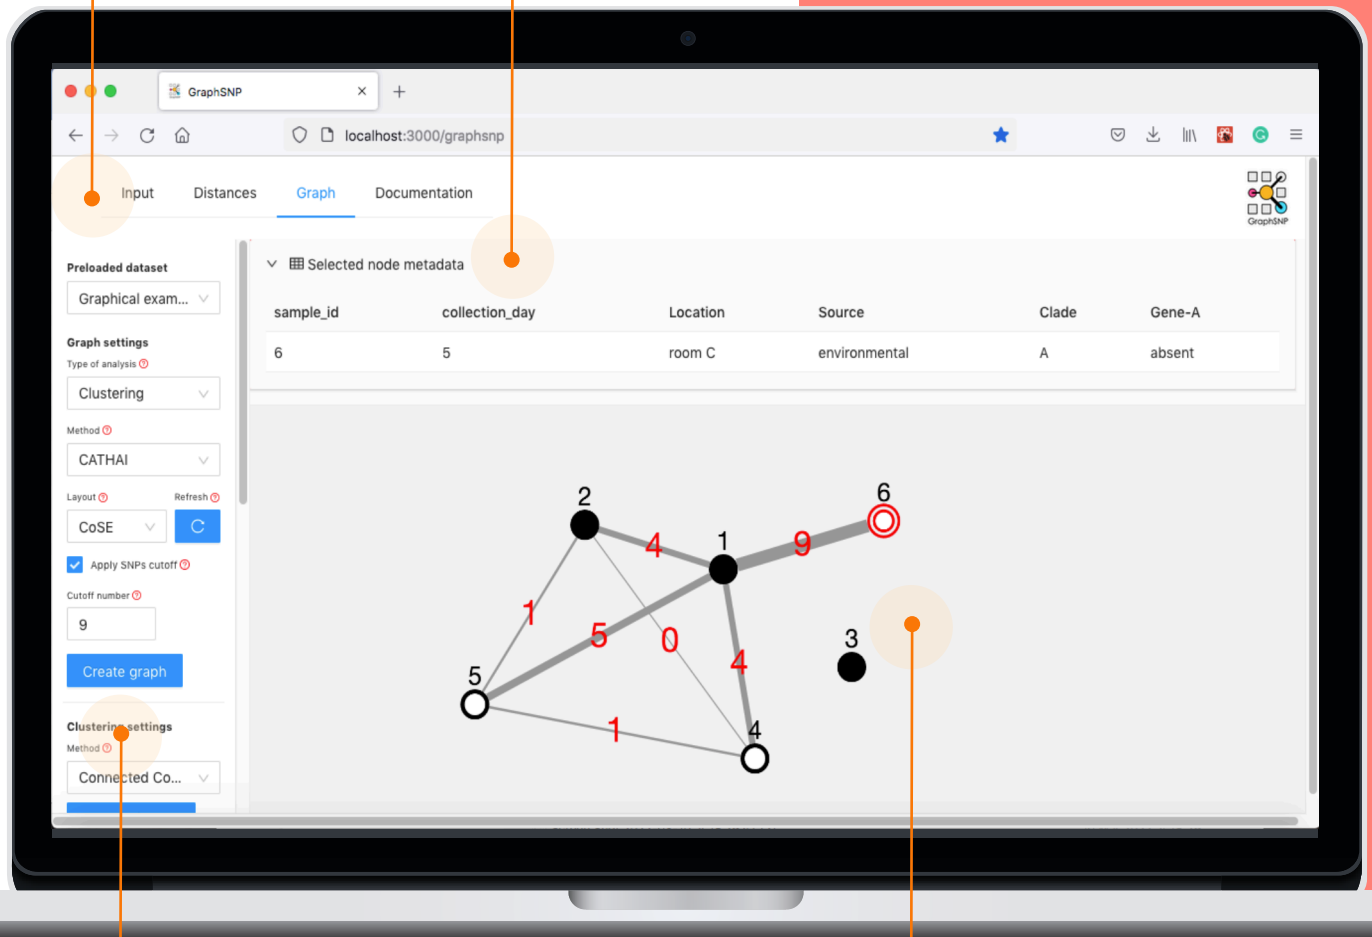 GraphSNP
localhost:3000/graphsnp
Input Distances Graph Documentation
GraphSNP
Preloaded dataset
Graphical exam...
Graph settings
Type of analysis
Clustering
Method
CATHAI
Layout Refresh
CoSE
Apply SNPs cutoff
Cutoff number
9
Create graph
Clustering settings
Method
Connected Co...
Selected node metadata
sample_id collection_day Location Source Clade Gene-A
6 5 room C environmental A absent
2
6
4
1
9
1
5
0
4
3
5
1
4